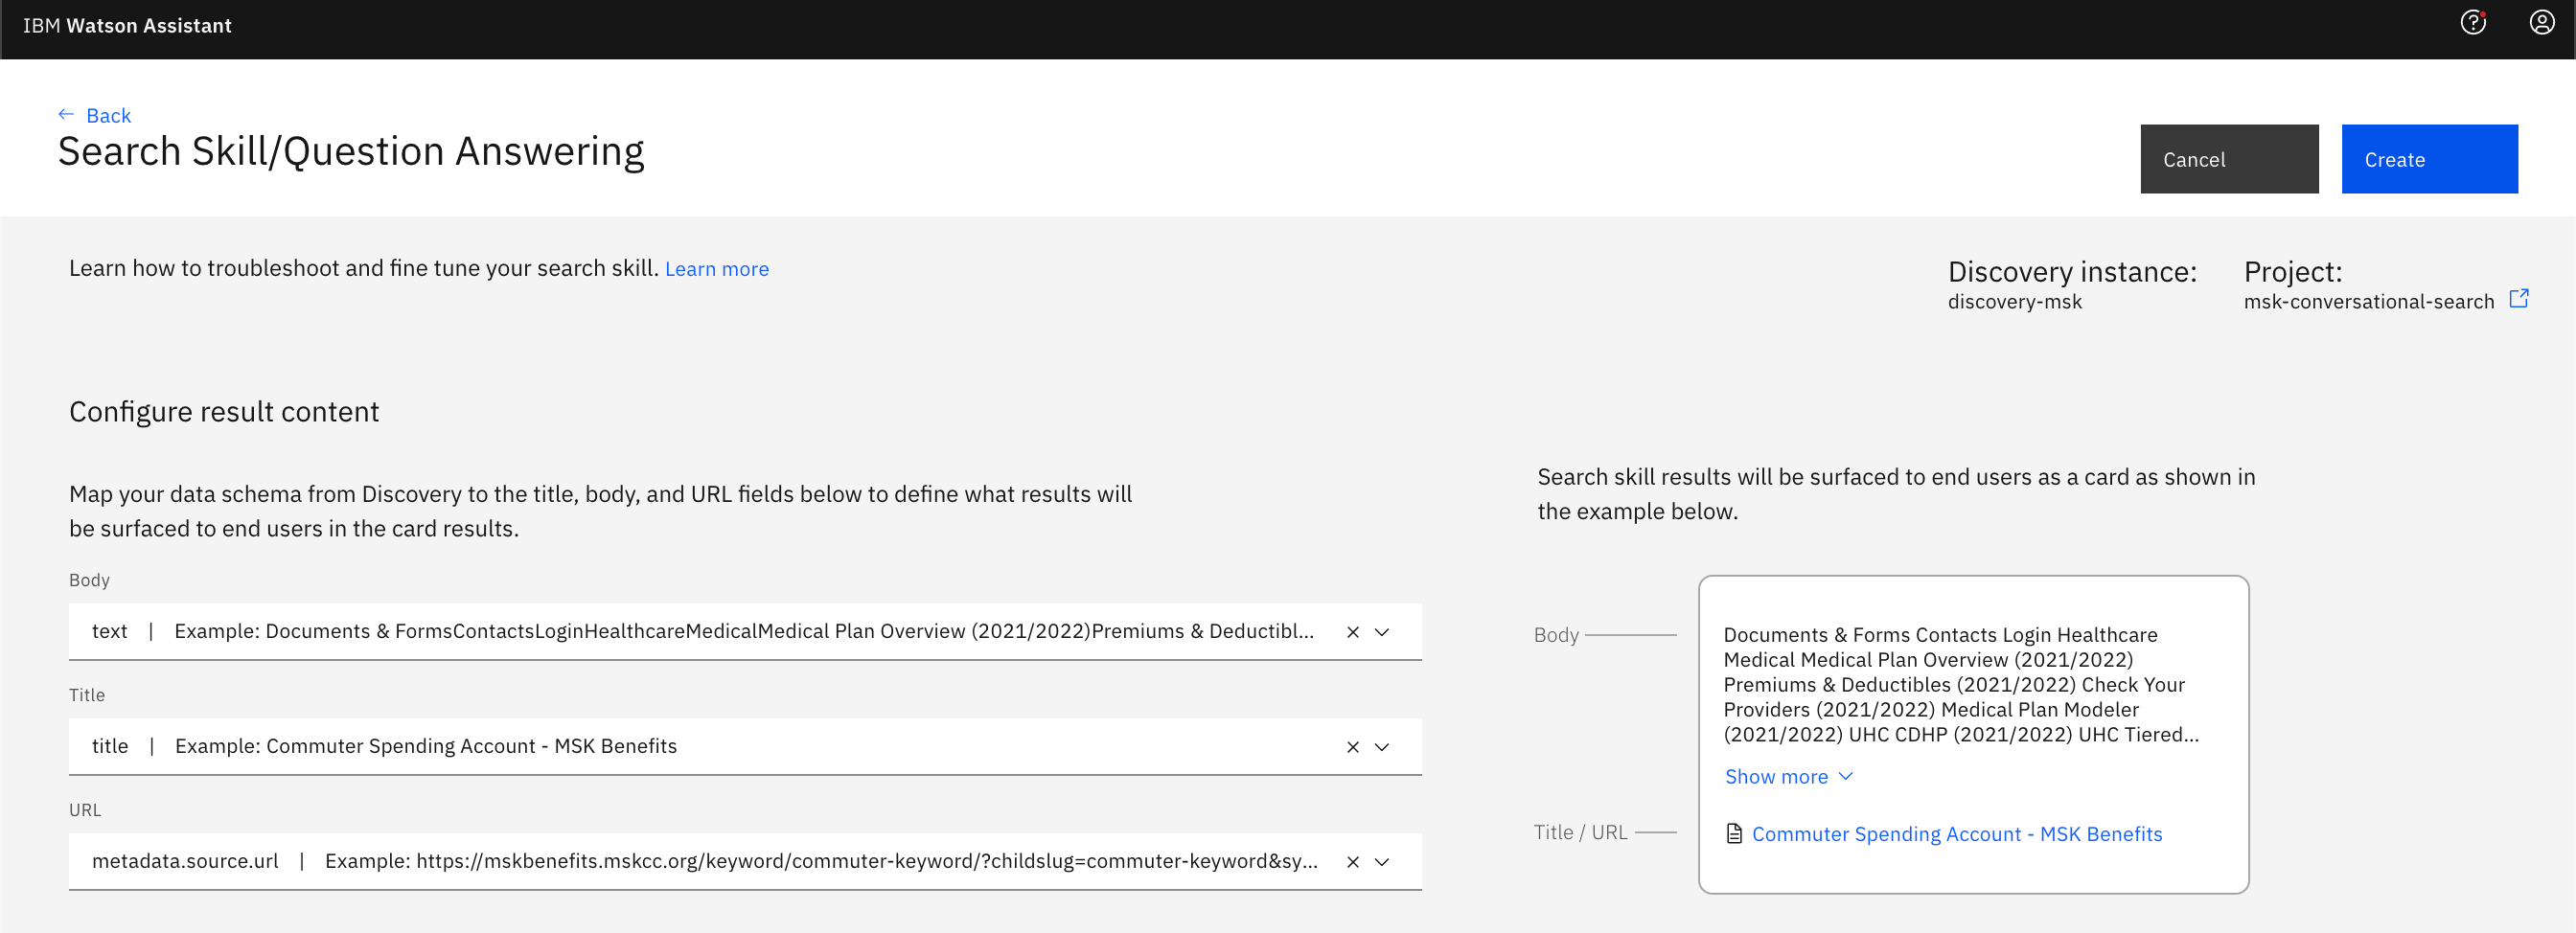 IBM Watson Assistant
Back
Search Skill/Question Answering
Cancel
Create
Learn how to troubleshoot and fine tune your search skill. Learn more
Discovery instance:
discovery-msk
Project:
msk-conversational-search
Configure result content
Map your data schema from Discovery to the title, body, and URL fields below to define what results will
be surfaced to end users in the card results.
Search skill results will be surfaced to end users as a card as shown in
the example below.
Body
text | Example: Documents & FormsContactsLoginHealthcareMedicalMedical Plan Overview (2021/2022)Premiums & Deductibl...
Title
title | Example: Commuter Spending Account - MSK Benefits
URL
metadata.source.url | Example: https://mskbenefits.mskcc.org/keyword/commuter-keyword/?childslug=commuter-keyword&sy...
Body
Documents & Forms Contacts Login Healthcare
Medical Medical Plan Overview (2021/2022)
Premiums & Deductibles (2021/2022) Check Your
Providers (2021/2022) Medical Plan Modeler
(2021/2022) UHC CDHP (2021/2022) UHC Tiered...
Show more
Title / URL
Commuter Spending Account - MSK Benefits